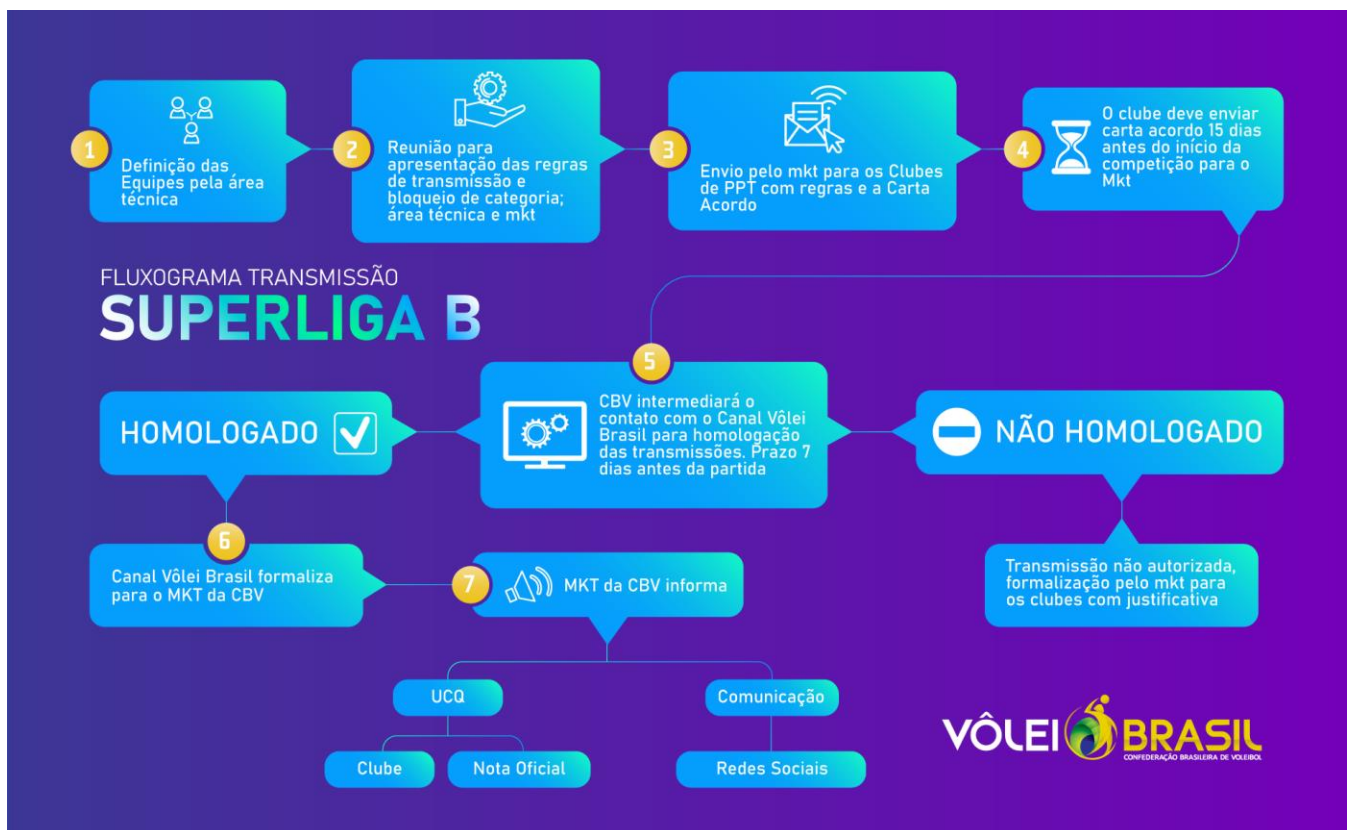 1
Definição das
Equipes pela área
técnica
2
Reunião para
apresentação das regras
de transmissão e
bloqueio de categoria;
área técnica e mkt
3
Envio pelo mkt para os Clubes
de PPT com regras e a Carta
Acordo
4
O clube deve enviar
carta acordo 15 dias
antes do início da
competição para o
Mkt
FLUXOGRAMA TRANSMISSÃO
SUPERLIGA B
5
CBV intermediará o
contato com o Canal Vôlei
Brasil para homologação
das transmissões. Prazo 7
dias antes da partida
HOMOLOGADO
NÃO HOMOLOGADO
6
Canal Vôlei Brasil formaliza
para o MKT da CBV
7
MKT da CBV informa
Transmissão não autorizada,
formalização pelo mkt para
os clubes com justificativa
UCQ
Comunicação
Clube
Nota Oficial
Redes Sociais
VÔLEI BRASIL
CONFEDERAÇÃO BRASILEIRA DE VOLEIBOL